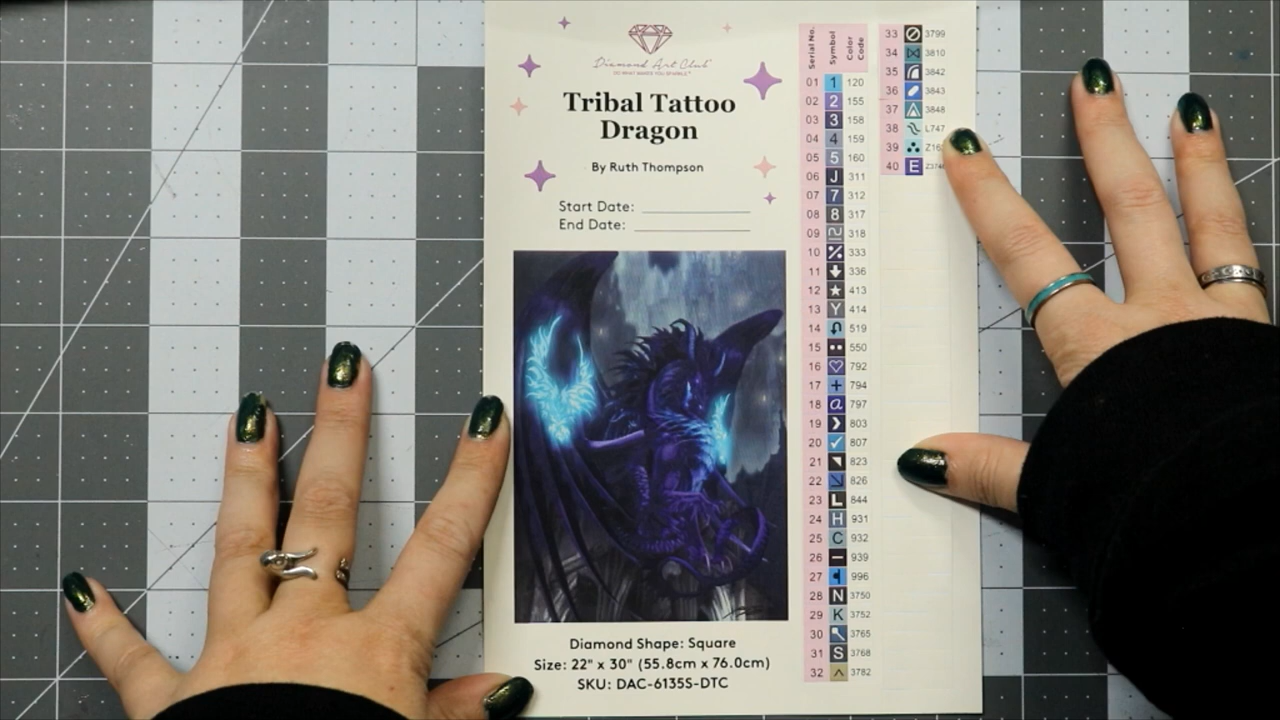 Diamond Art Club
DO WHAT MAKES YOU SPARKLE™
Tribal Tattoo
Dragon
By Ruth Thompson
Start Date:
End Date:
Diamond Shape: Square
Size: 22" x 30" (55.8cm x 76.0cm)
SKU: DAC-6135S-DTC
Serial No. Symbol Color Code
01 1 120
02 2 155
03 3 158
04 4 159
05 5 160
06 J 311
07 7 312
08 8 317
09 318
10 333
11 336
12 ★ 413
13 Y 414
14 519
15 550
16 ♡ 792
17 + 794
18 a 797
19 803
20 ✓ 807
21 823
22 826
23 L 844
24 H 931
25 C 932
26 – 939
27 996
28 N 3750
29 K 3752
30 3765
31 S 3768
32 ^ 3782
33 3799
34 3810
35 3842
36 3843
37 3848
38 L747
39
40 E